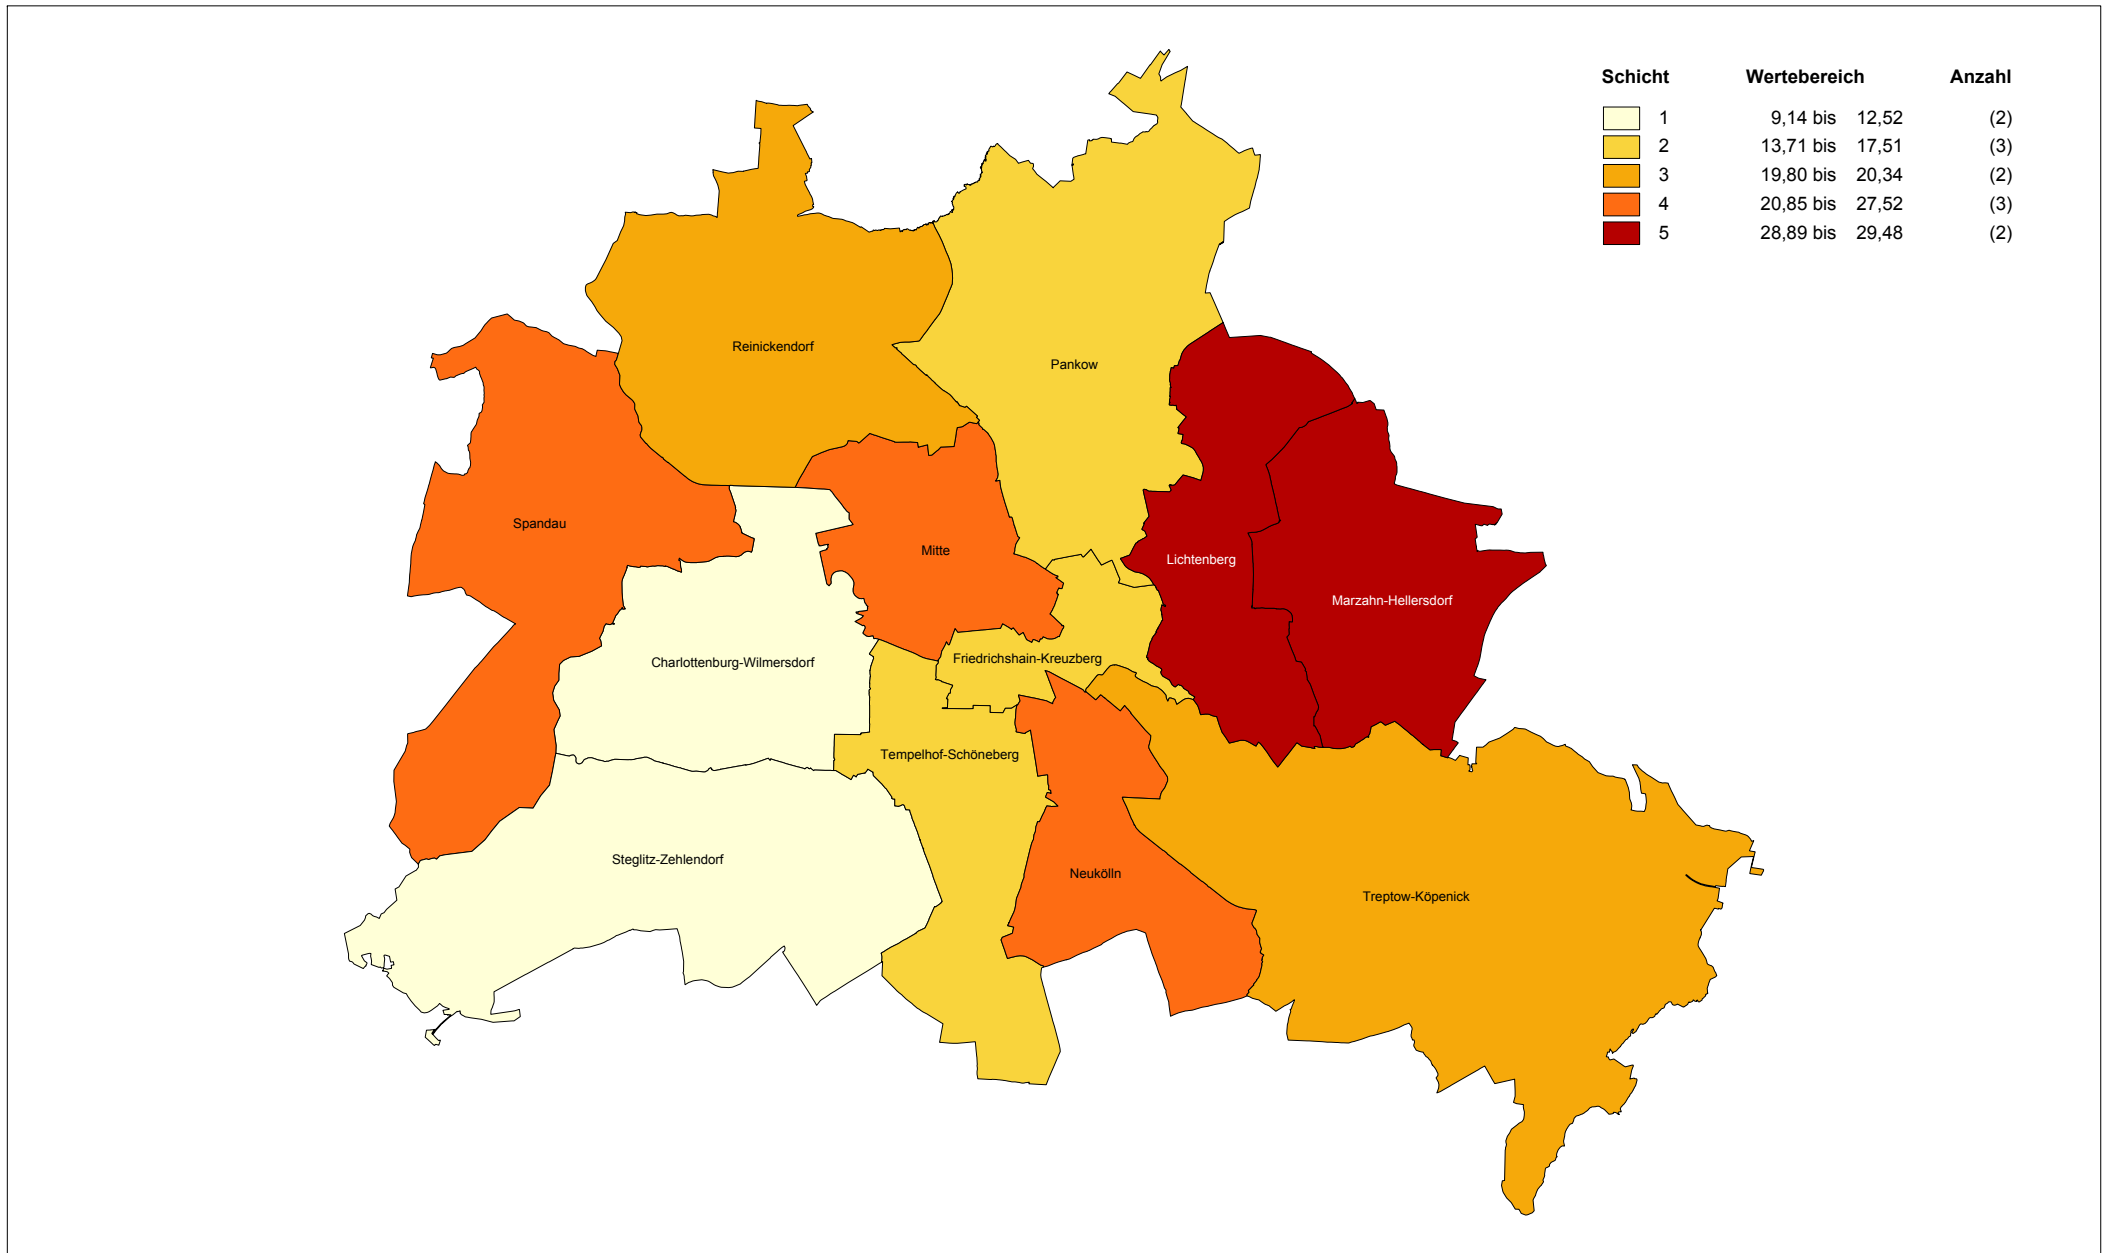 Schicht Wertebereich Anzahl
1 9,14 bis 12,52 (2)
2 13,71 bis 17,51 (3)
3 19,80 bis 20,34 (2)
4 20,85 bis 27,52 (3)
5 28,89 bis 29,48 (2)
Reinickendorf
Pankow
Spandau
Mitte
Lichtenberg
Marzahn-Hellersdorf
Charlottenburg-Wilmersdorf
Friedrichshain-Kreuzberg
Tempelhof-Schöneberg
Steglitz-Zehlendorf
Neukölln
Treptow-Köpenick